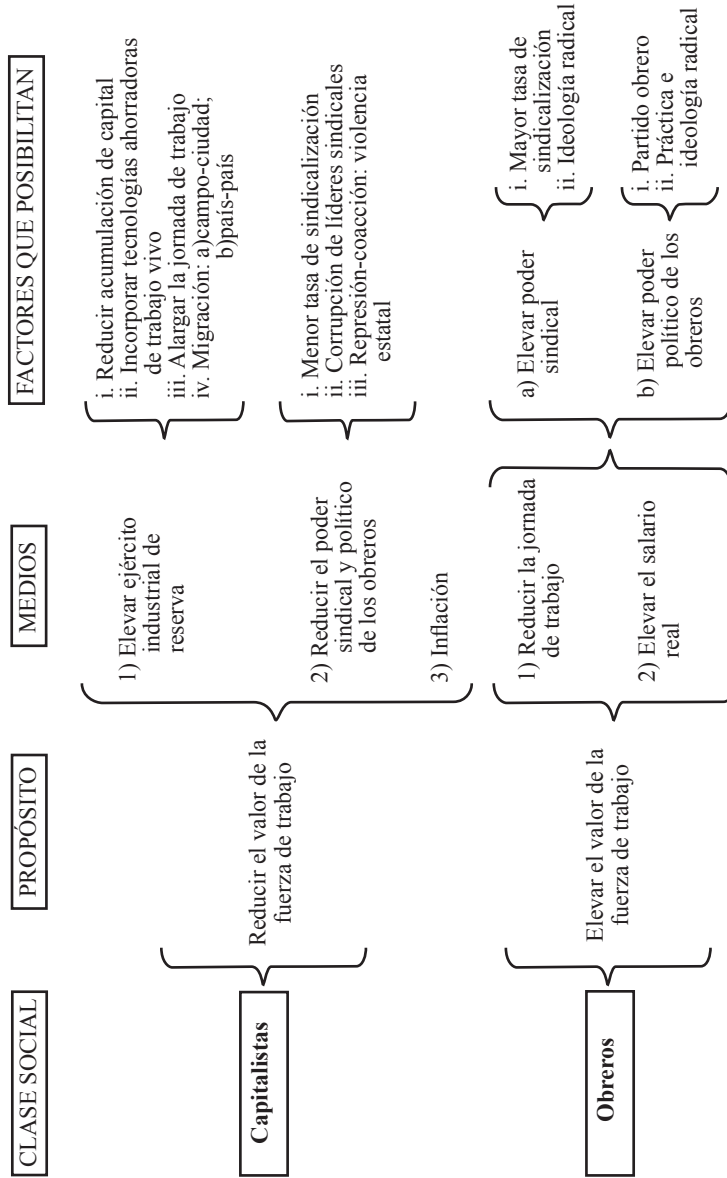 CLASE SOCIAL
PROPÓSITO
MEDIOS
FACTORES QUE POSIBILITAN
Capitalistas
Reducir el valor de la
fuerza de trabajo
1) Elevar ejército
industrial de
reserva
i. Reducir acumulación de capital
ii. Incorporar tecnologías ahorradoras
de trabajo vivo
iii. Alargar la jornada de trabajo
iv. Migración: a)campo-ciudad;
b)país-país
2) Reducir el poder
sindical y político
de los obreros
i. Menor tasa de sindicalización
ii. Corrupción de líderes sindicales
iii. Represión-coacción: violencia
estatal
3) Inflación
Obreros
Elevar el valor de la
fuerza de trabajo
1) Reducir la jornada
de trabajo
2) Elevar el salario
real
a) Elevar poder
sindical
i. Mayor tasa de
sindicalización
ii. Ideología radical
b) Elevar poder
político de los
obreros
i. Partido obrero
ii. Práctica e
ideología radical